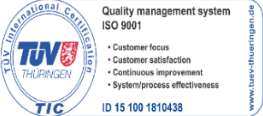 TÜV International Certification
TÜV
THÜRINGEN
TIC
Quality management system
ISO 9001
• Customer focus
• Customer satisfaction
• Continuous improvement
• System/process effectiveness
ID 15 100 1810438
www.tuev-thueringen.de